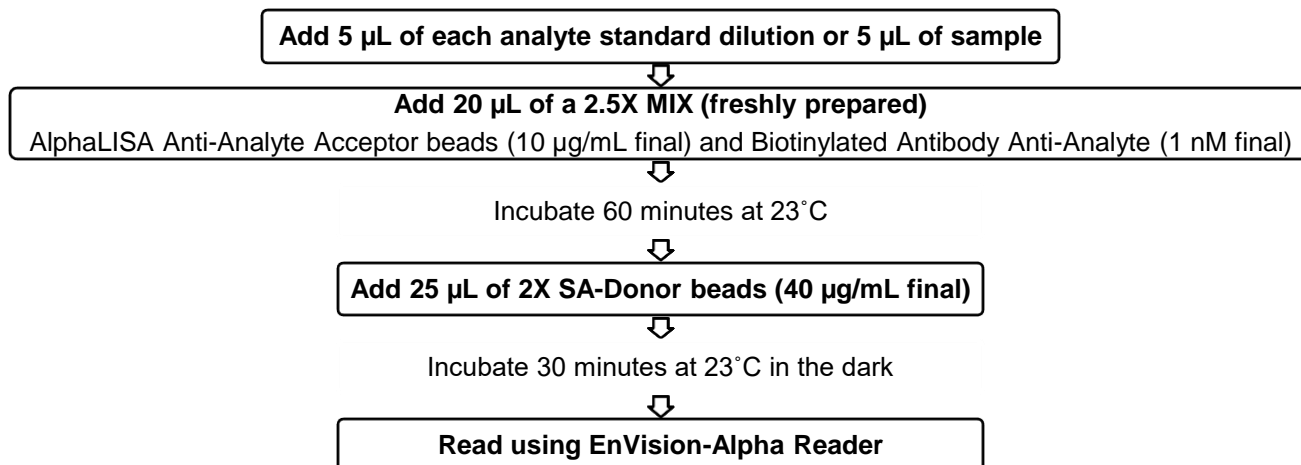 Add 5 µL of each analyte standard dilution or 5 µL of sample
Add 20 µL of a 2.5X MIX (freshly prepared)
AlphaLISA Anti-Analyte Acceptor beads (10 µg/mL final) and Biotinylated Antibody Anti-Analyte (1 nM final)
Incubate 60 minutes at 23˚C
Add 25 µL of 2X SA-Donor beads (40 µg/mL final)
Incubate 30 minutes at 23˚C in the dark
Read using EnVision-Alpha Reader